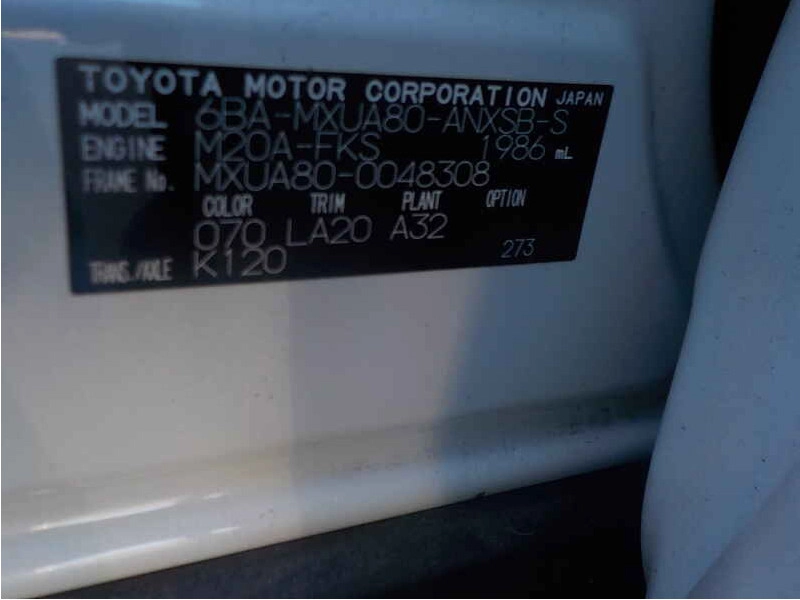 TOYOTA MOTOR CORPORATION JAPAN
MODEL 6BA-MXUA80-ANXSB-S
ENGINE M20A-FKS 1986 mL
FRAME No. MXUA80-0048308
COLOR TRIM PLANT OPTION
070 LA20 A32
TRANS./AXLE K120 273